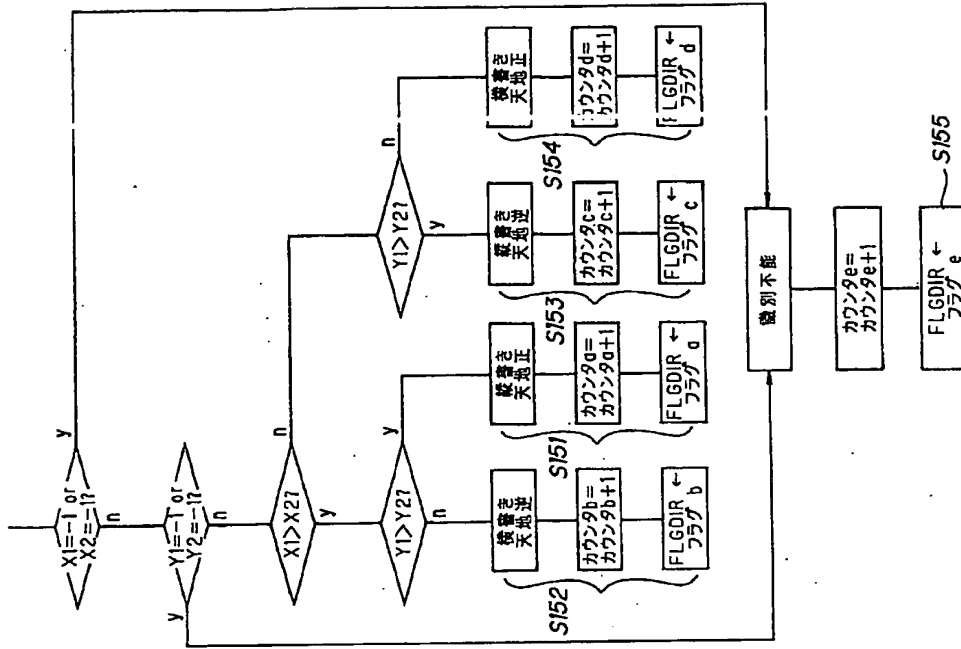 X1=-1 or
X2=-1?
y
n
Y1=-1 or
Y2=-1?
y
n
X1>X2?
n
y
Y1>Y2?
y
n
Y1>Y2?
n
y
横書き
天地逆
カウンタb=
カウンタb+1
FLGDIR ←
フラグb
S152
縦書き
天地正
カウンタa=
カウンタa+1
FLGDIR ←
フラグa
S151
縦書き
天地逆
カウンタc=
カウンタc+1
FLGDIR ←
フラグc
S153
横書き
天地正
カウンタd=
カウンタd+1
FLGDIR ←
フラグd
S154
識別不能
カウンタe=
カウンタe+1
FLGDIR ←
フラグe
S155